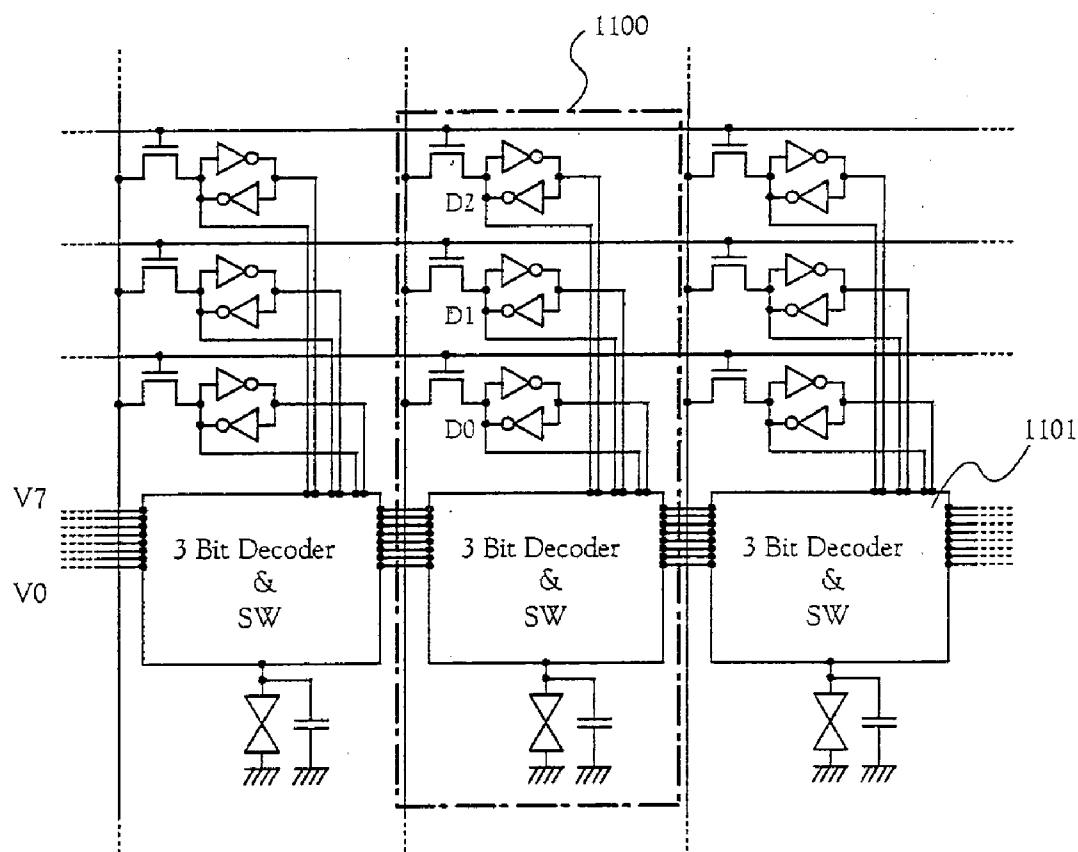 1100
D2
D1
D0
1101
V7
V0
3 Bit Decoder
&
SW
3 Bit Decoder
&
SW
3 Bit Decoder
&
SW